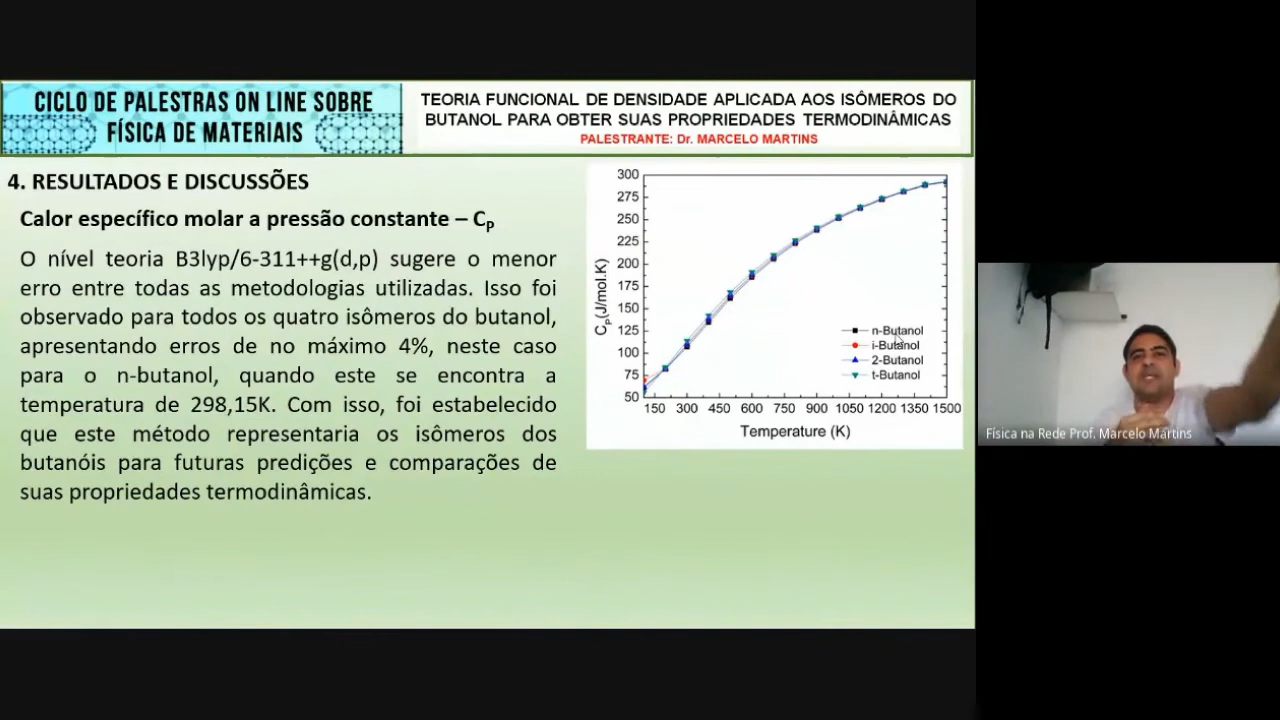 CICLO DE PALESTRAS ON LINE SOBRE
FÍSICA DE MATERIAIS
TEORIA FUNCIONAL DE DENSIDADE APLICADA AOS ISÔMEROS DO
BUTANOL PARA OBTER SUAS PROPRIEDADES TERMODINÂMICAS
PALESTRANTE: Dr. MARCELO MARTINS
4. RESULTADOS E DISCUSSÕES
Calor específico molar a pressão constante – CP
O nível teoria B3lyp/6-311++g(d,p) sugere o menor
erro entre todas as metodologias utilizadas. Isso foi
observado para todos os quatro isômeros do butanol,
apresentando erros de no máximo 4%, neste caso
para o n-butanol, quando este se encontra a
temperatura de 298,15K. Com isso, foi estabelecido
que este método representaria os isômeros dos
butanóis para futuras predições e comparações de
suas propriedades termodinâmicas.
300
275
250
225
200
175
150
125
100
75
50
CP(J/mol.K)
n-Butanol
i-Butanol
2-Butanol
t-Butanol
150 300 450 600 750 900 1050 1200 1350 1500
Temperature (K)
Física na Rede Prof. Marcelo Martins